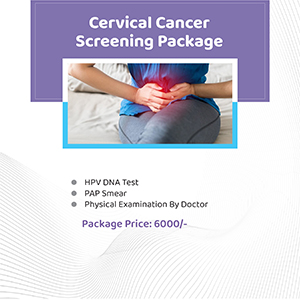 Cervical Cancer
Screening Package
HPV DNA Test
PAP Smear
Physical Examination By Doctor
Package Price: 6000/-